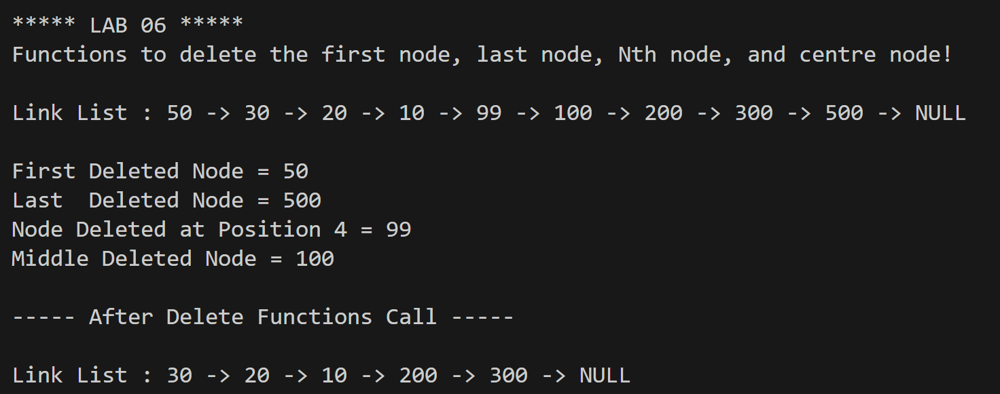 ***** LAB 06 *****
Functions to delete the first node, last node, Nth node, and centre node!
Link List : 50 -> 30 -> 20 -> 10 -> 99 -> 100 -> 200 -> 300 -> 500 -> NULL
First Deleted Node = 50
Last  Deleted Node = 500
Node Deleted at Position 4 = 99
Middle Deleted Node = 100
----- After Delete Functions Call -----
Link List : 30 -> 20 -> 10 -> 200 -> 300 -> NULL